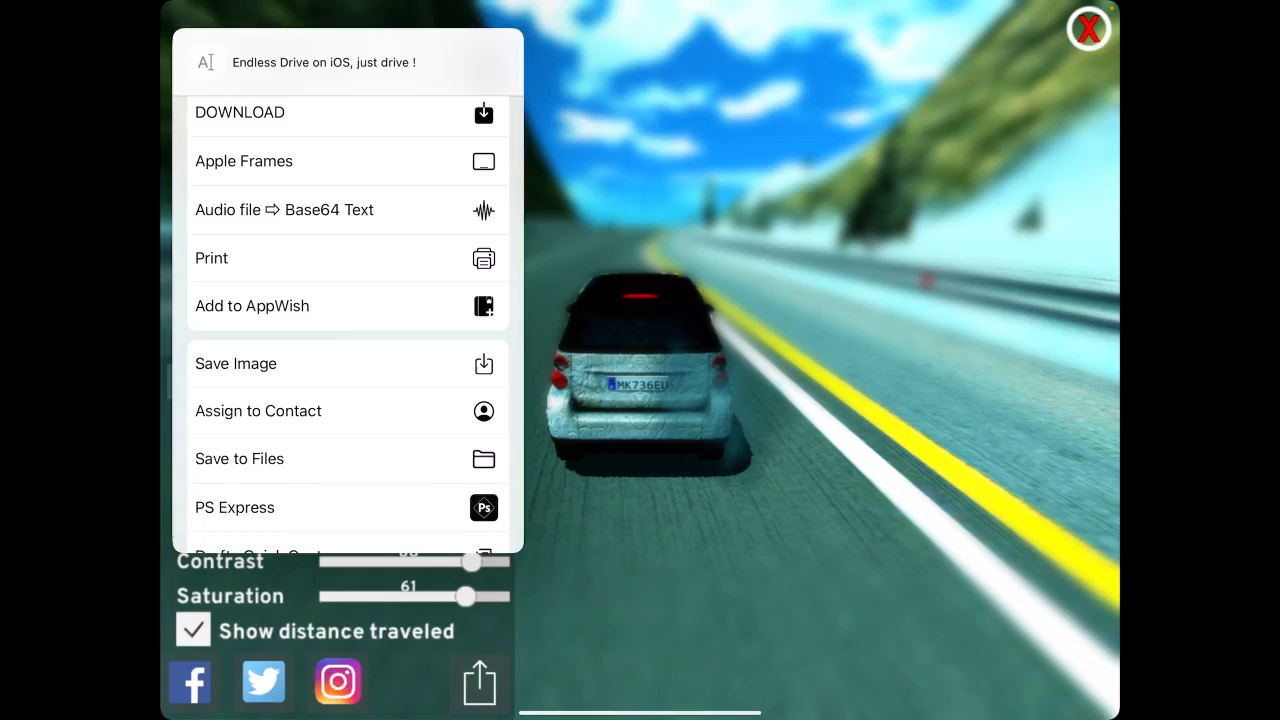 Endless Drive on iOS, just drive !
DOWNLOAD
Apple Frames
Audio file ⇨ Base64 Text
Print
Add to AppWish
Save Image
Assign to Contact
Save to Files
PS Express
Ps
Contrast
61
Saturation
Show distance traveled
X
MK736EU